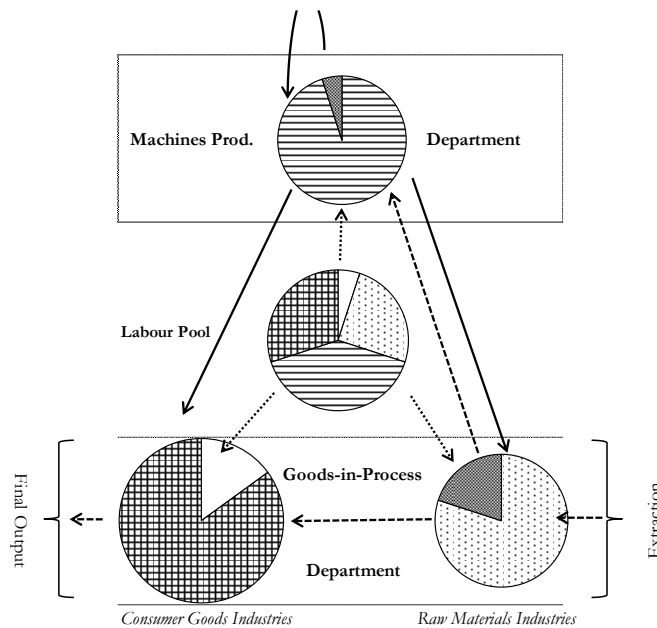 Machines Prod.
Department
Labour Pool
Goods-in-Process
Final Output
Extraction
Department
Consumer Goods Industries
Raw Materials Industries